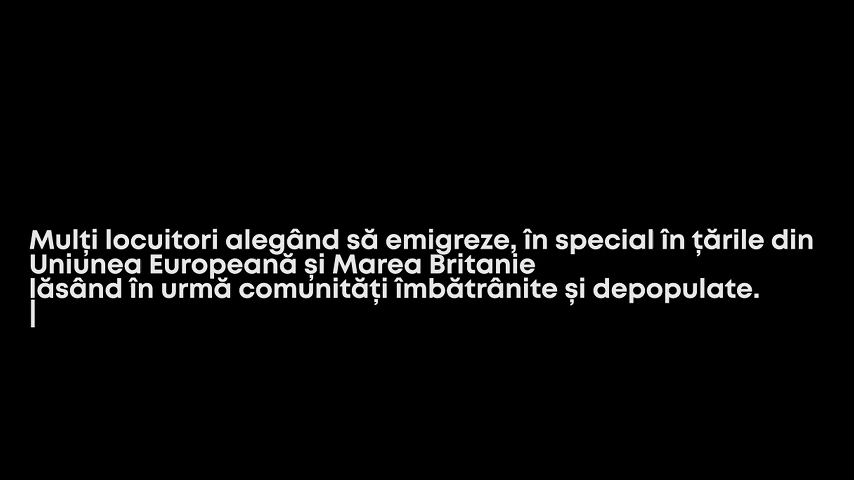 Mulți locuitori alegând să emigreze, în special în țările din
Uniunea Europeană și Marea Britanie
lăsând în urmă comunități îmbătrânite și depopulate.